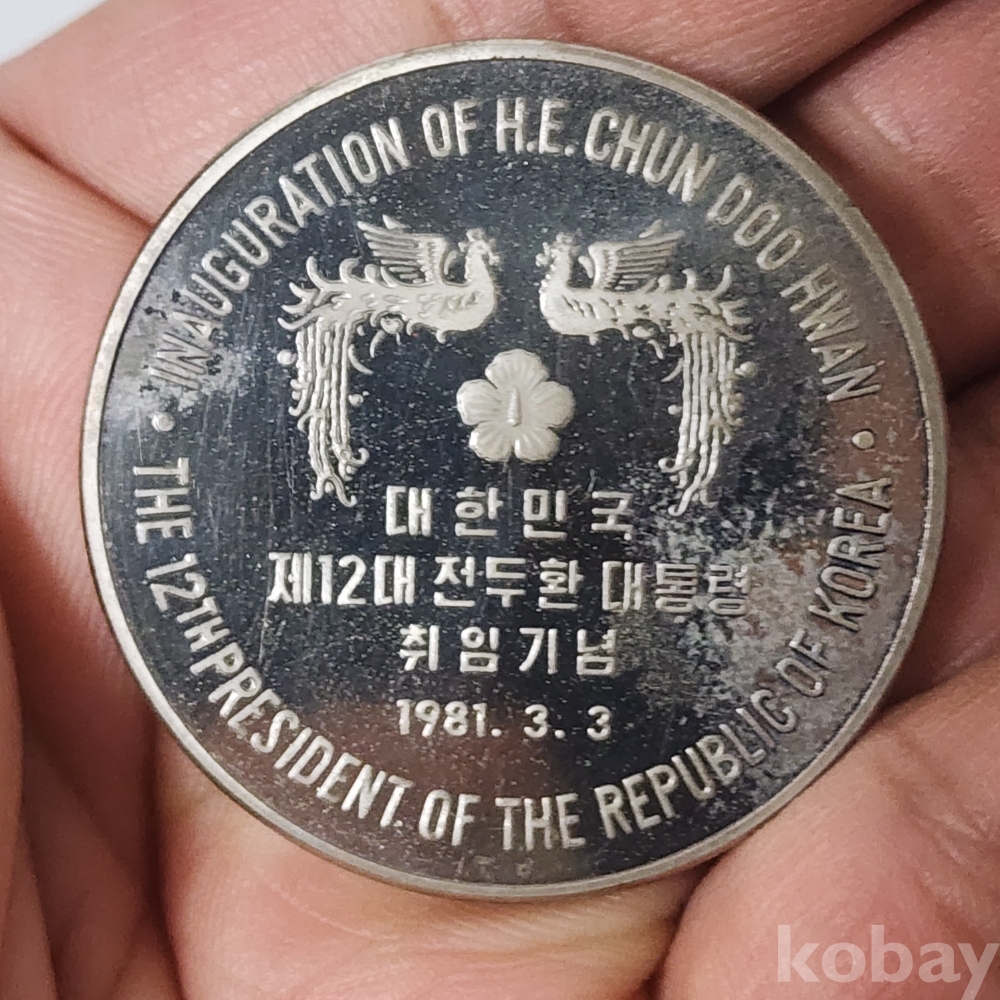 INAUGURATION OF H.E. CHUN DOO HWAN
대한민국
제12대 전두환 대통령
취임기념
1981. 3. 3
THE 12TH PRESIDENT. OF THE REPUBLIC OF KOREA
kobay